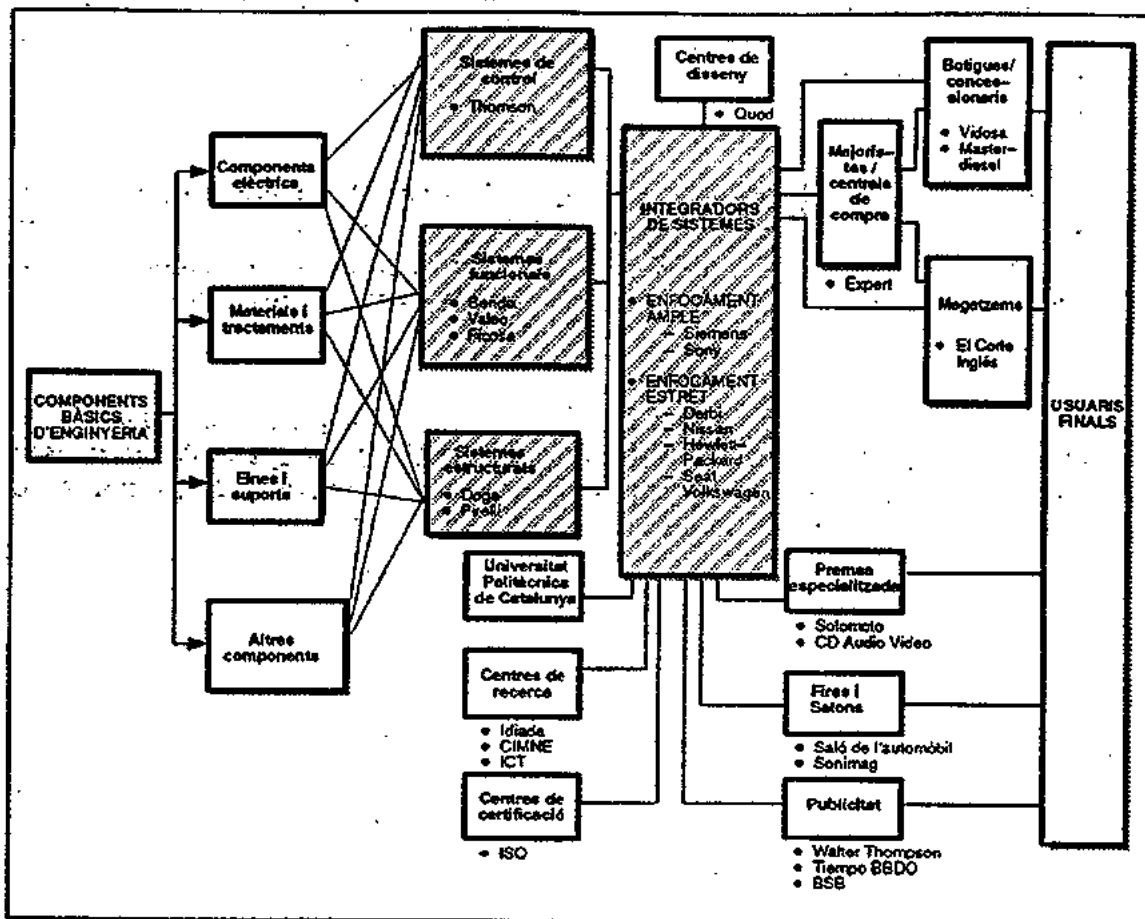 COMPONENTS
BÀSICS
D'ENGINYERIA
Components
elèctrics
Materials i
tractaments
Eines i
suports
Altres
components
Sistemes de
control
• Thomson
Sistemes
funcionals
• Valeo
• Ficosa
Sistemes
estructurals
• Doga
• Pirelli
Universitat
Politècnica
de Catalunya
Centres de
recerca
• Idiada
• CIMNE
• ICT
Centres de
certificació
• ISO
Centres de
disseny
• Quod
INTEGRADORS
DE SISTEMES
• ENFOCAMENT
AMPLE
– Siemens
– Sony
• ENFOCAMENT
ESTRET
– Derbi
– Nissan
– Hewlett-
Packard
– Seat
Volkswagen
Majoris-
tes /
centrals de
compra
• Expert
Botigues/
conces-
sionaris
• Vidosa
• Master-
diesel
Magatzems
• El Corte
Inglés
Premsa
especialitzada
• Solomoto
• CD Audio Video
Fires i
Salons
• Saló de l'automòbil
• Sonimag
Publicitat
• Walter Thompson
• Tiempo BBDO
• BSB
USUARIS
FINALS